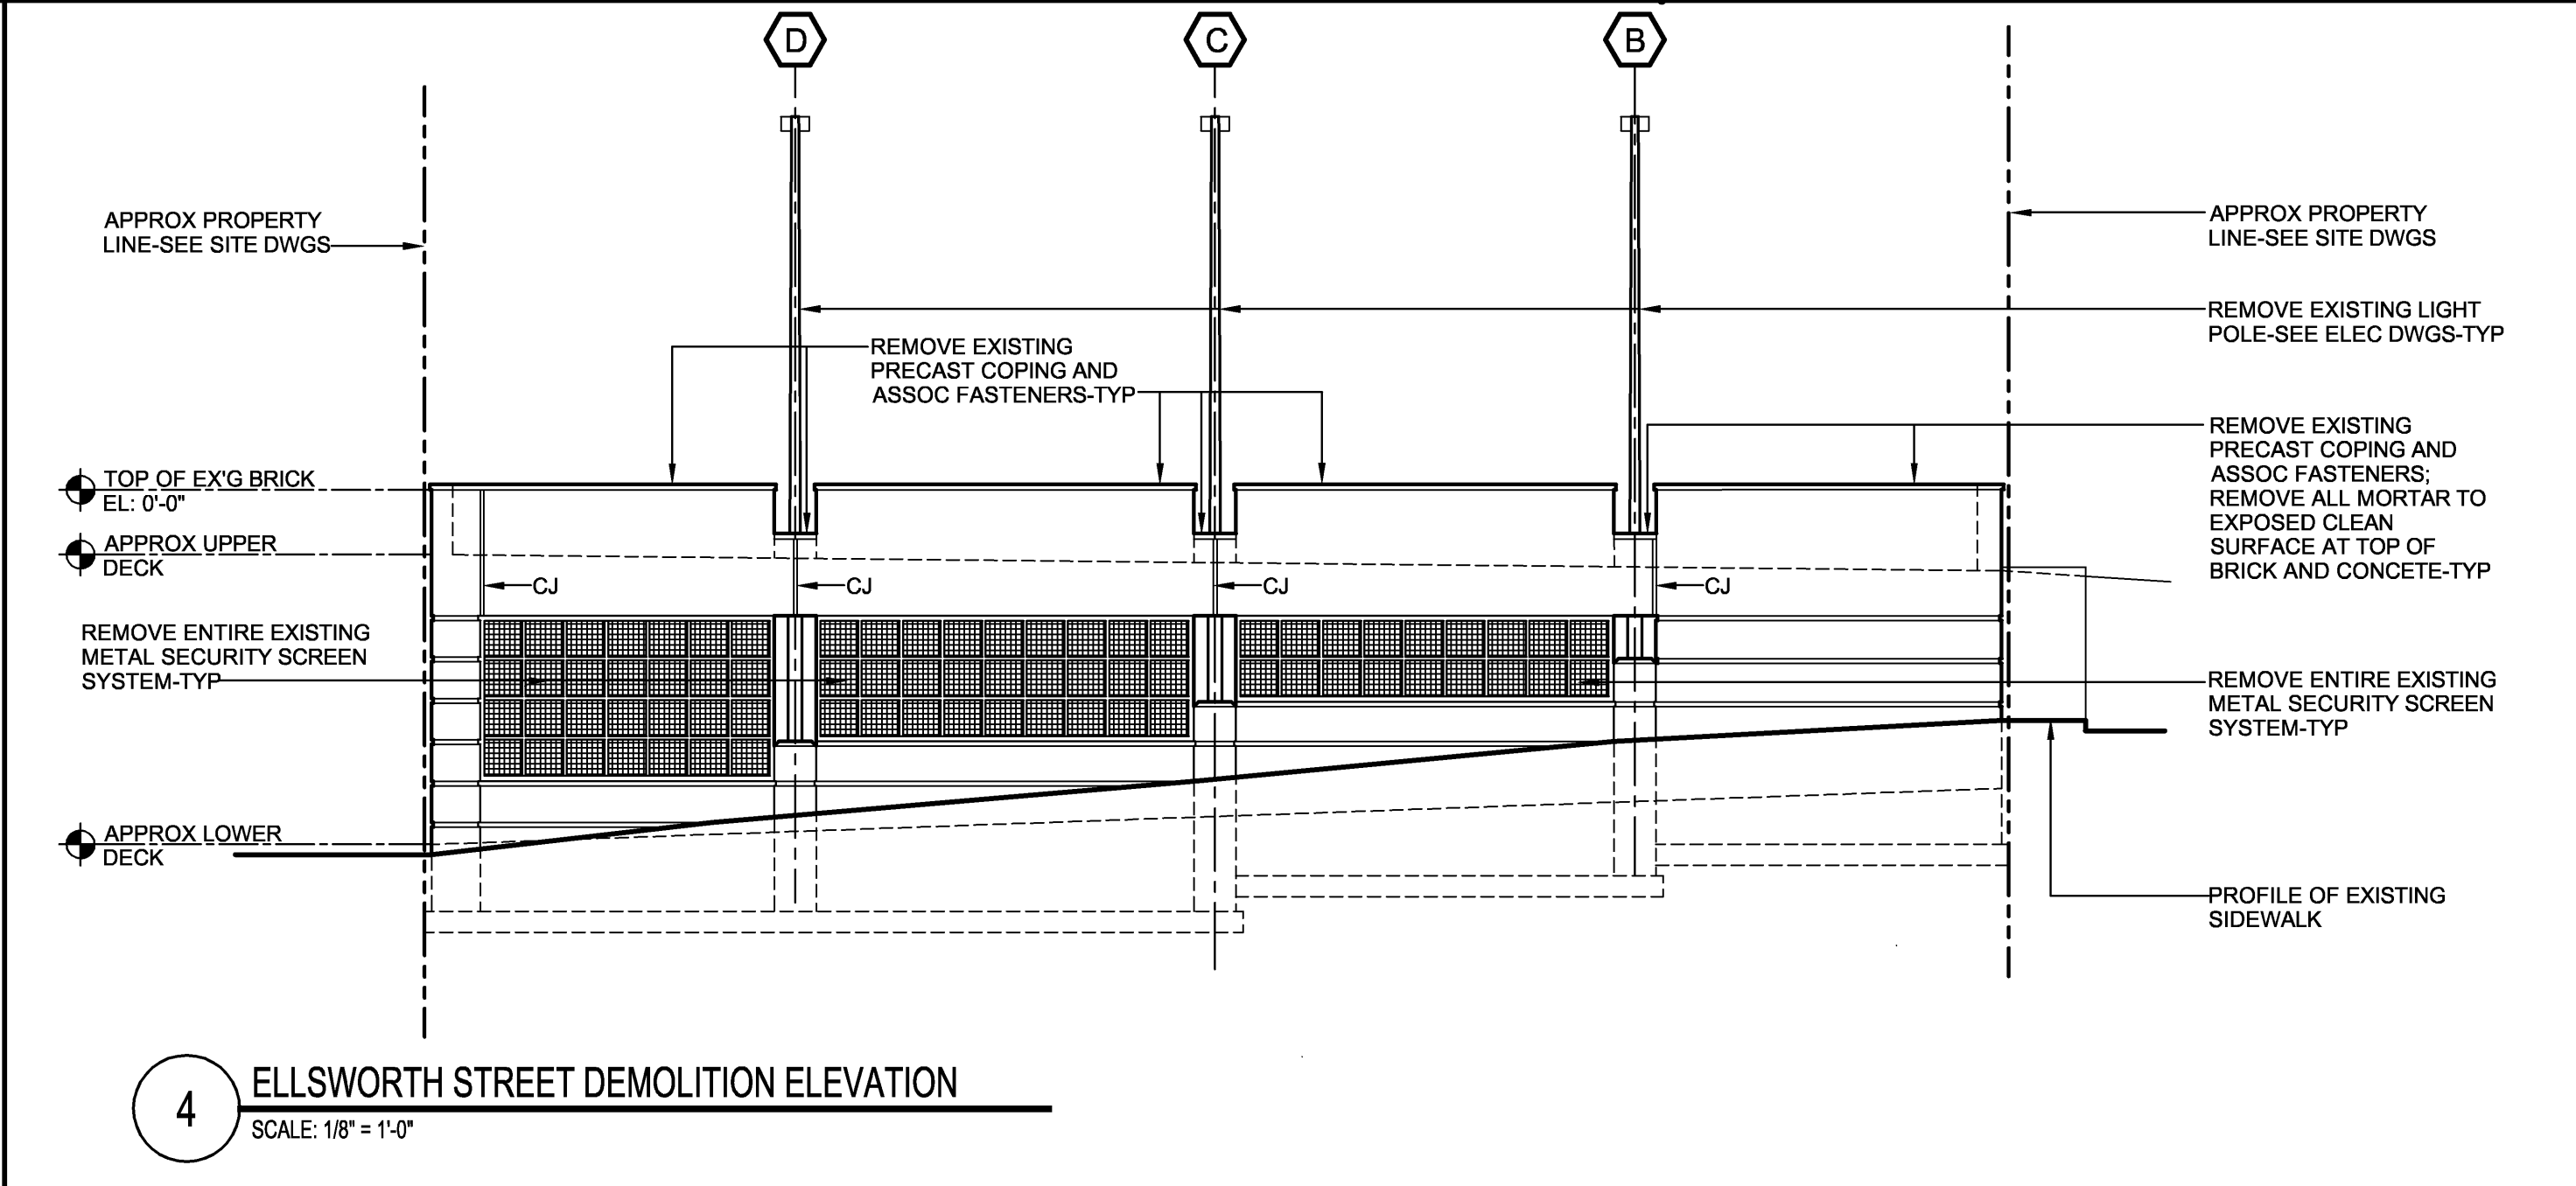 D
C
B
APPROX PROPERTY
LINE-SEE SITE DWGS
APPROX PROPERTY
LINE-SEE SITE DWGS
REMOVE EXISTING LIGHT
POLE-SEE ELEC DWGS-TYP
REMOVE EXISTING
PRECAST COPING AND
ASSOC FASTENERS-TYP
REMOVE EXISTING
PRECAST COPING AND
ASSOC FASTENERS;
REMOVE ALL MORTAR TO
EXPOSED CLEAN
SURFACE AT TOP OF
BRICK AND CONCETE-TYP
TOP OF EX'G BRICK
EL: 0'-0"
APPROX UPPER
DECK
CJ
CJ
CJ
CJ
REMOVE ENTIRE EXISTING
METAL SECURITY SCREEN
SYSTEM-TYP
REMOVE ENTIRE EXISTING
METAL SECURITY SCREEN
SYSTEM-TYP
APPROX LOWER
DECK
PROFILE OF EXISTING
SIDEWALK
4
ELLSWORTH STREET DEMOLITION ELEVATION
SCALE: 1/8" = 1'-0"